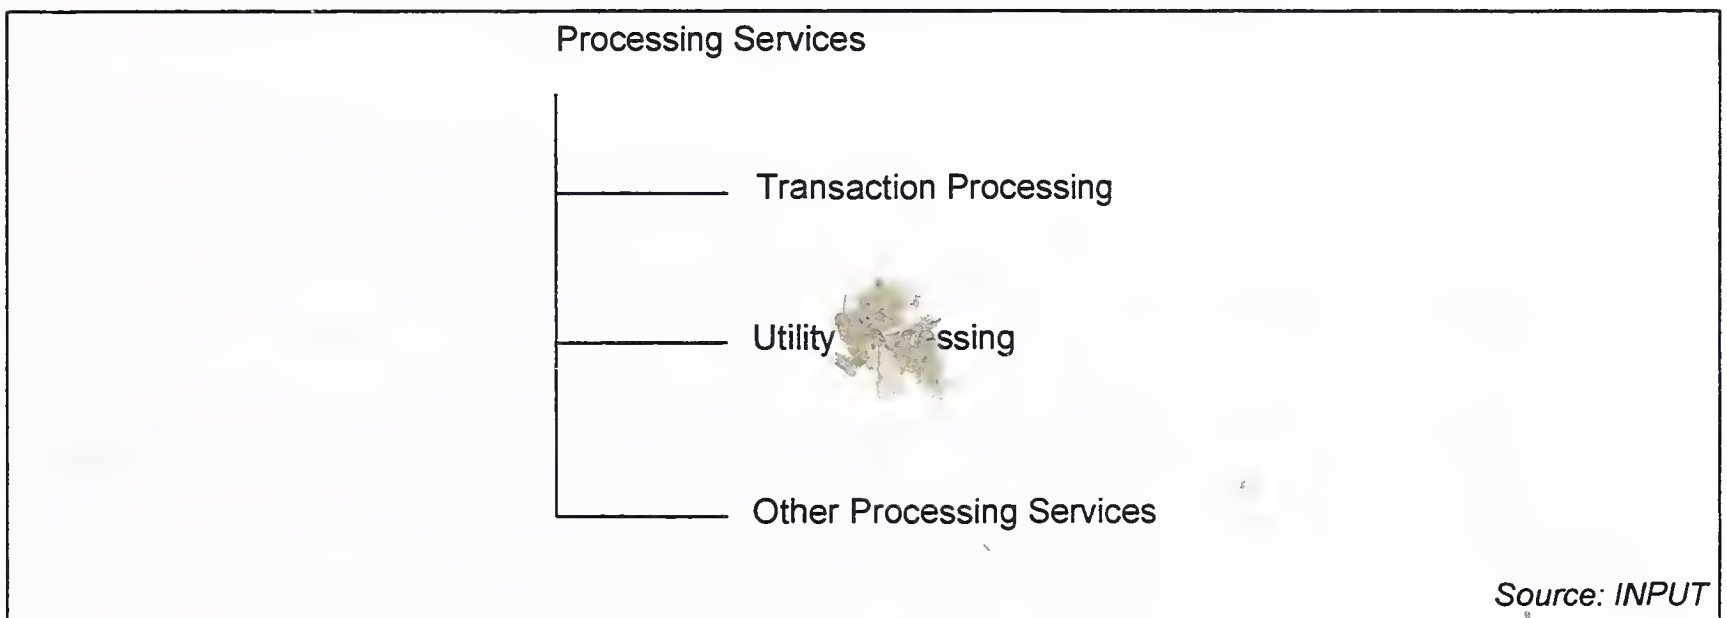 Processing Services
Transaction Processing
Utility
Other Processing Services
Source: INPUT